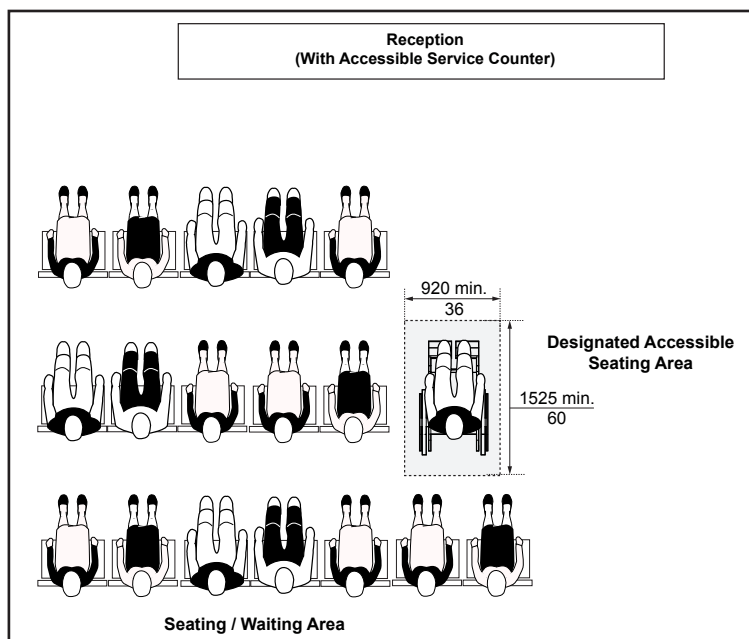 Reception
(With Accessible Service Counter)
920 min.
36
Designated Accessible
Seating Area
1525 min.
60
Seating / Waiting Area